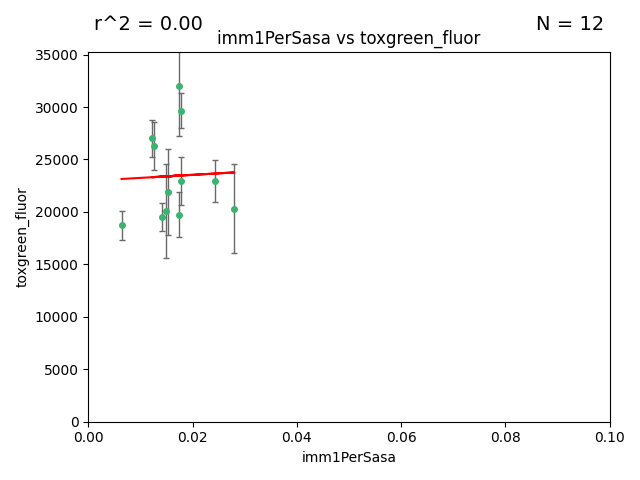 r^2 = 0.00
N = 12
imm1PerSasa vs toxgreen_fluor
35000
30000
25000
20000
15000
10000
5000
0
toxgreen_fluor
0.00
0.02
0.04
0.06
0.08
0.10
imm1PerSasa